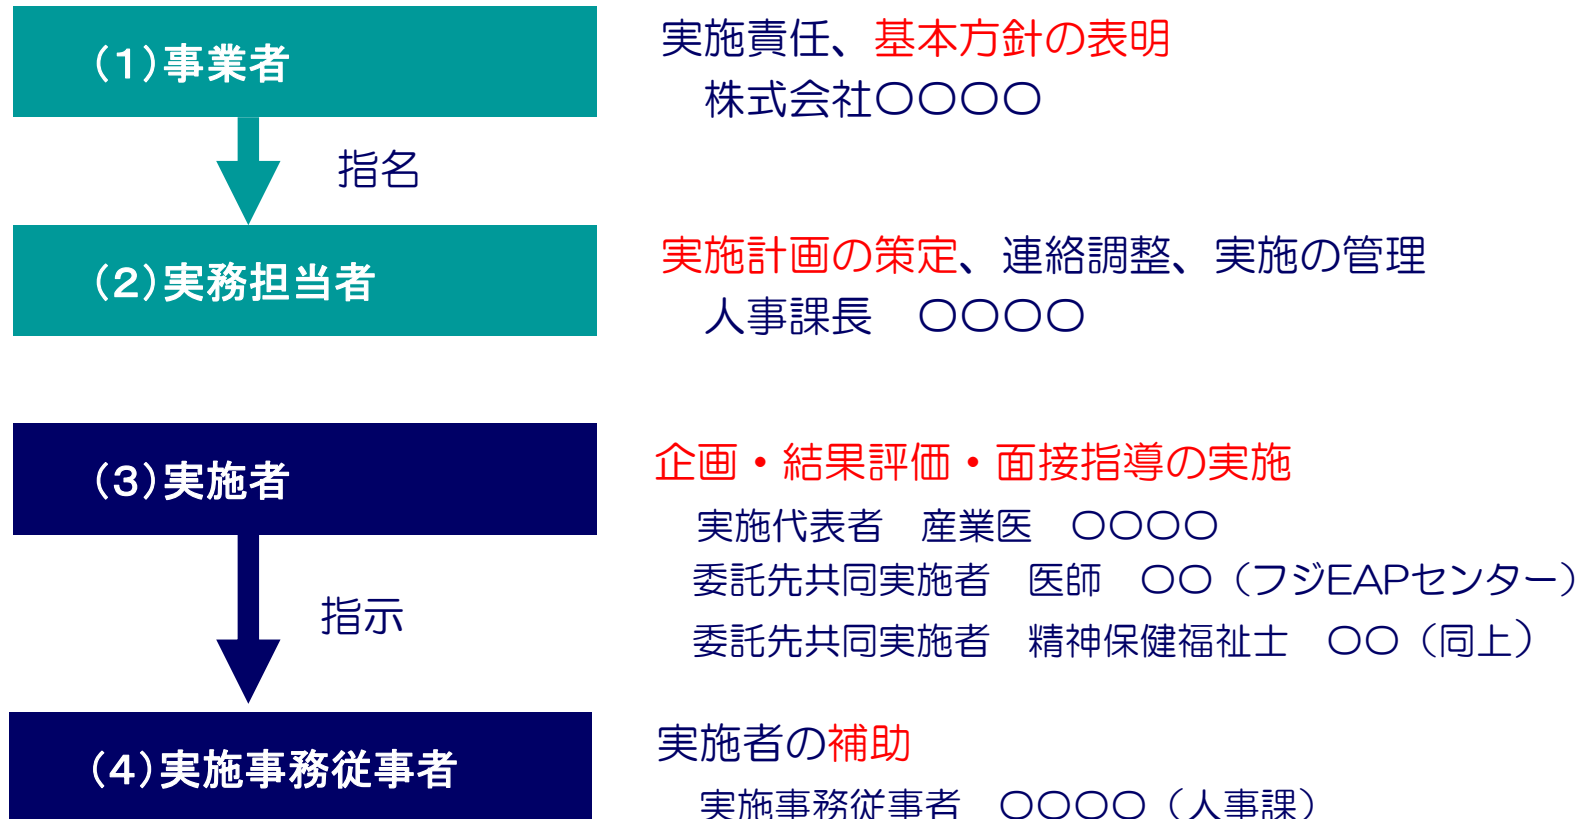 （1）事業者
実施責任、基本方針の表明
株式会社〇〇〇〇
指名
（2）実務担当者
実施計画の策定、連絡調整、実施の管理
人事課長　〇〇〇〇
（3）実施者
企画・結果評価・面接指導の実施
実施代表者　産業医　〇〇〇〇
委託先共同実施者　医師　〇〇（フジEAPセンター）
指示
委託先共同実施者　精神保健福祉士　〇〇（同上）
（4）実施事務従事者
実施者の補助
実施事務従事者　〇〇〇〇（人事課）